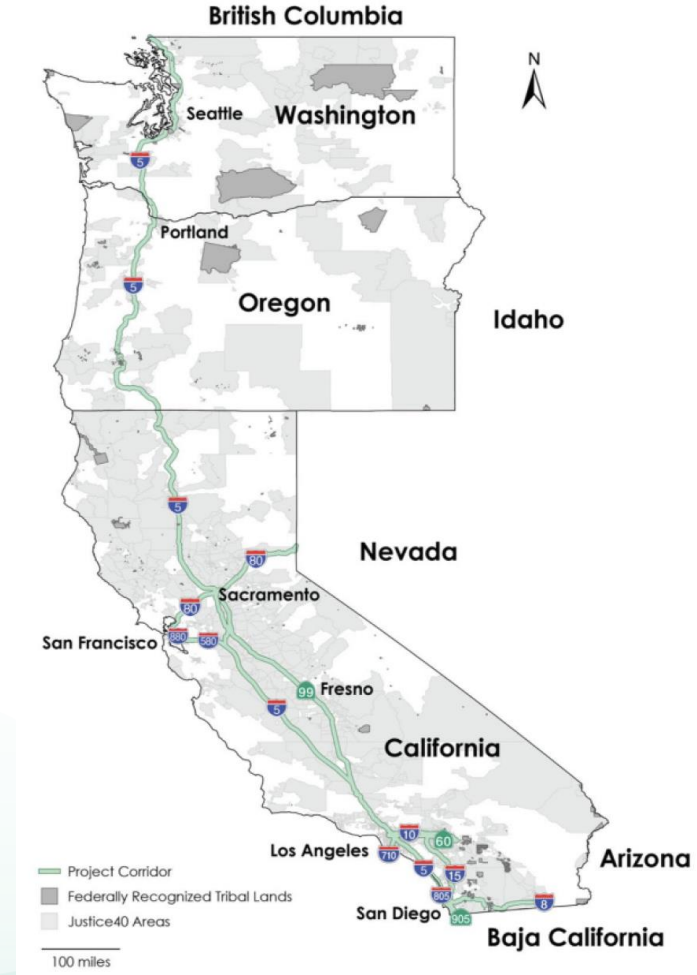 British Columbia
N
Seattle
Washington
5
Portland
5
Oregon
Idaho
5
80
Nevada
Sacramento
80
San Francisco
880
580
99
Fresno
5
California
10
60
Los Angeles
710
5
15
Arizona
805
8
San Diego
905
Baja California
Project Corridor
Federally Recognized Tribal Lands
Justice40 Areas
100 miles